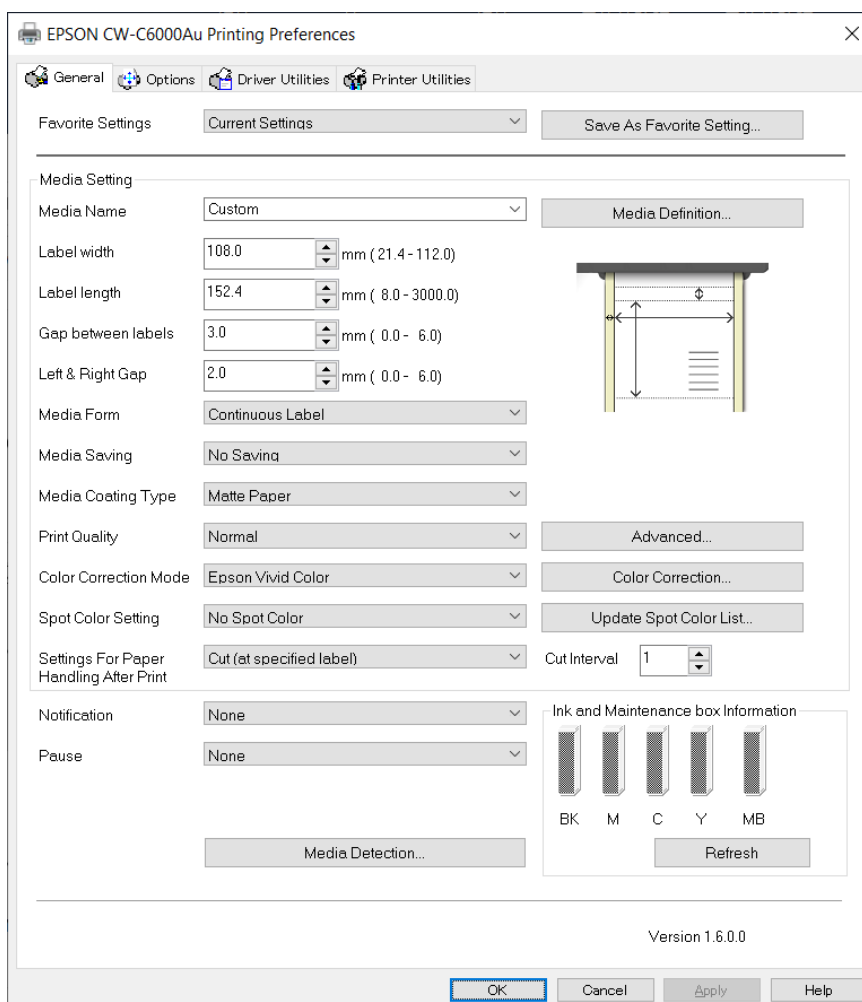 EPSON CW-C6000Au Printing Preferences
General Options Driver Utilities Printer Utilities
Favorite Settings Current Settings Save As Favorite Setting...
Media Setting
Media Name Custom Media Definition...
Label width 108.0 mm ( 21.4 - 112.0)
Label length 152.4 mm ( 8.0 - 3000.0)
Gap between labels 3.0 mm ( 0.0 - 6.0)
Left & Right Gap 2.0 mm ( 0.0 - 6.0)
Media Form Continuous Label
Media Saving No Saving
Media Coating Type Matte Paper
Print Quality Normal Advanced...
Color Correction Mode Epson Vivid Color Color Correction...
Spot Color Setting No Spot Color Update Spot Color List...
Settings For Paper Cut (at specified label) Cut Interval 1
Handling After Print
Notification None Ink and Maintenance box Information
Pause None
BK M C Y MB
Media Detection... Refresh
Version 1.6.0.0
OK Cancel Apply Help